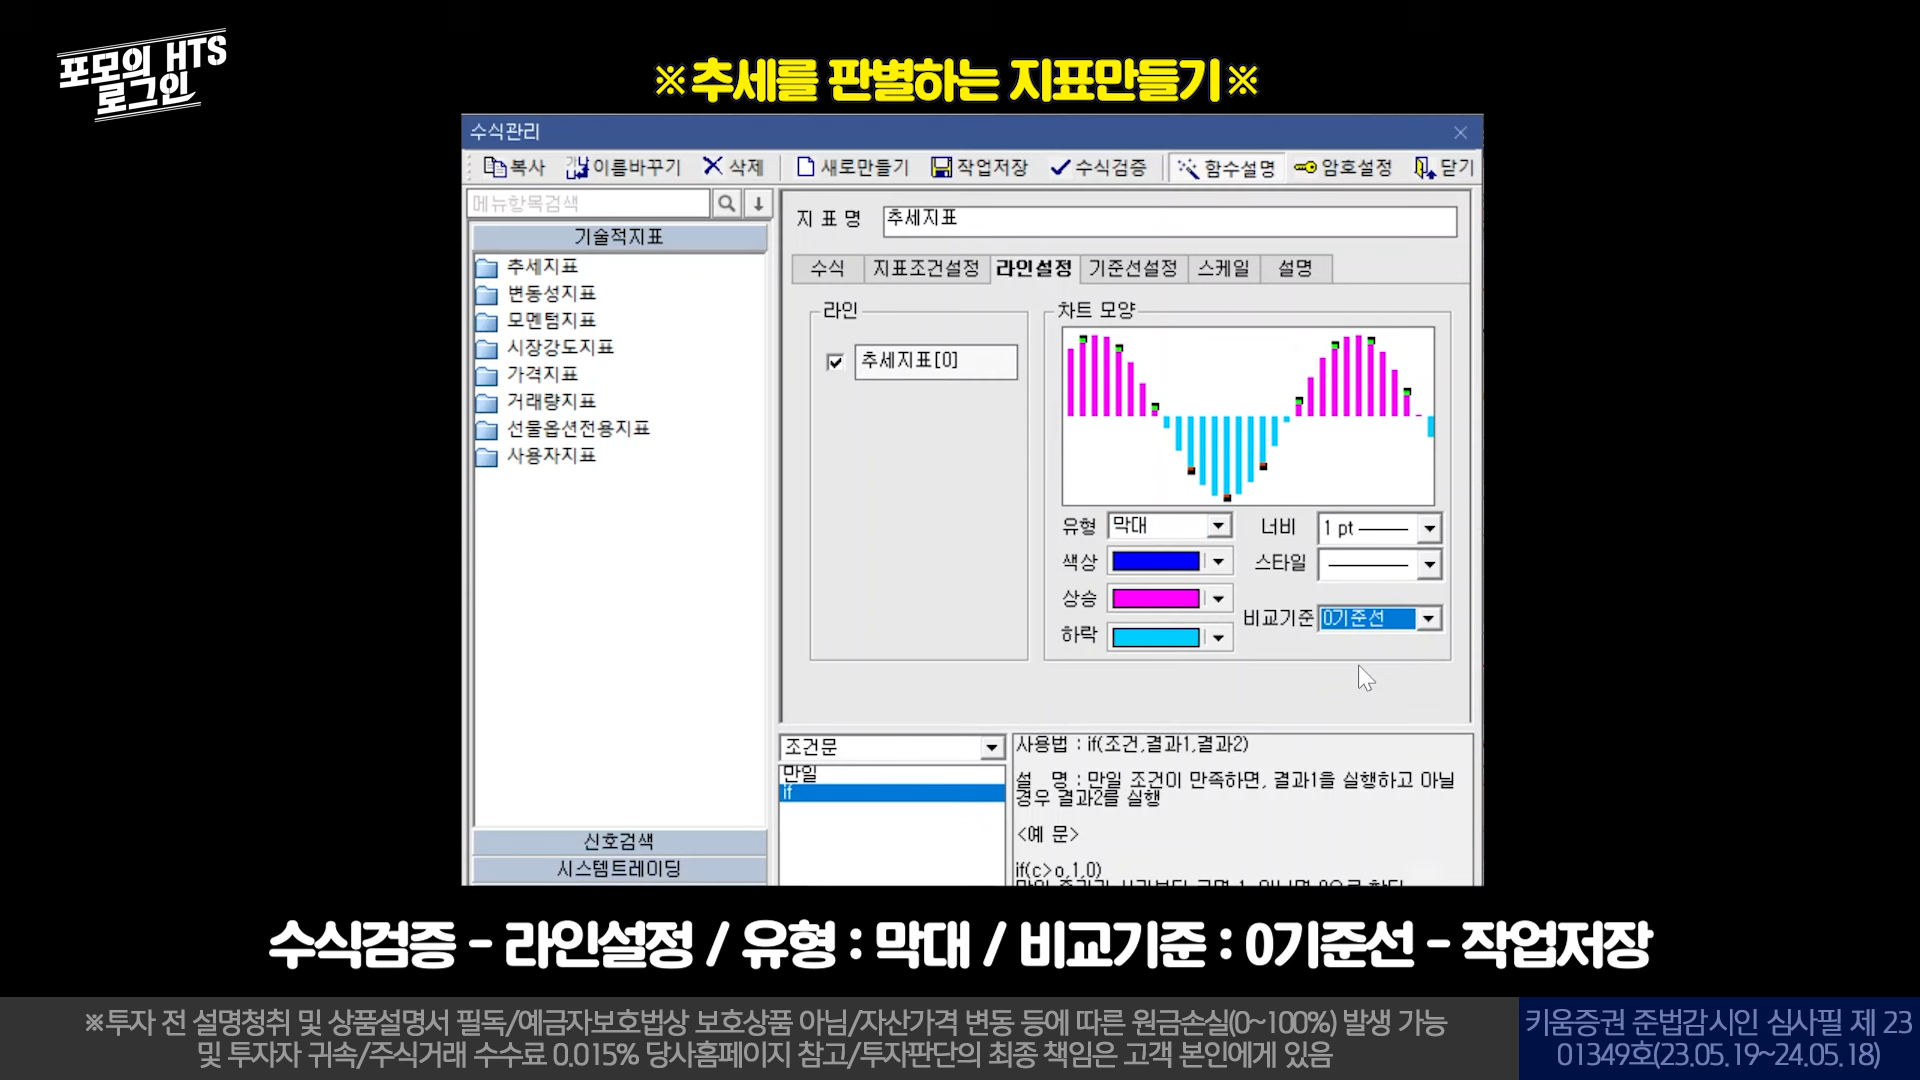 포모의 HTS
로그인
※추세를 판별하는 지표만들기※
수식관리
복사 이름바꾸기 삭제 새로만들기 작업저장 수식검증 함수설명 암호설정 닫기
메뉴항목검색
기술적지표
추세지표
변동성지표
모멘텀지표
시장강도지표
가격지표
거래량지표
선물옵션전용지표
사용자지표
신호검색
시스템트레이딩
지 표 명 추세지표
수식 지표조건설정 라인설정 기준선설정 스케일 설명
라인
추세지표[0]
차트 모양
유형 막대 너비 1 pt
색상 스타일
상승
비교기준 0기준선
하락
조건문
만일
if
사용법 : if(조건,결과1,결과2)
설 명 : 만일 조건이 만족하면, 결과1을 실행하고 아닐
경우 결과2를 실행
<예 문>
if(c>o,1,0)
수식검증 - 라인설정 / 유형 : 막대 / 비교기준 : 0기준선 - 작업저장
※투자 전 설명청취 및 상품설명서 필독/예금자보호법상 보호상품 아님/자산가격 변동 등에 따른 원금손실(0~100%) 발생 가능
및 투자자 귀속/주식거래 수수료 0.015% 당사홈페이지 참고/투자판단의 최종 책임은 고객 본인에게 있음
키움증권 준법감시인 심사필 제 23
01349호(23.05.19~24.05.18)